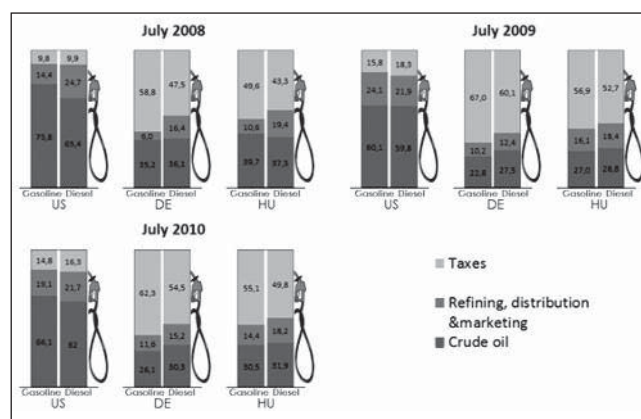 July 2008
9,8 9,9 58,8 47,5 49,6 43,3
14,4 24,7 6,0 16,4 10,6 19,4
75,8 65,4 35,2 36,1 39,7 37,3
Gasoline Diesel Gasoline Diesel Gasoline Diesel
US DE HU
July 2009
15,8 18,3 67,0 60,1 56,9 52,7
24,1 21,9 10,2 12,4 16,1 18,4
60,1 59,8 22,8 27,5 27,0 28,8
Gasoline Diesel Gasoline Diesel Gasoline Diesel
US DE HU
July 2010
14,8 16,3 62,3 54,5 55,1 49,8
19,1 21,7 11,6 15,2 14,4 18,2
66,1 62 26,1 30,3 30,5 31,9
Gasoline Diesel Gasoline Diesel Gasoline Diesel
US DE HU
Taxes
Refining, distribution
&marketing
Crude oil